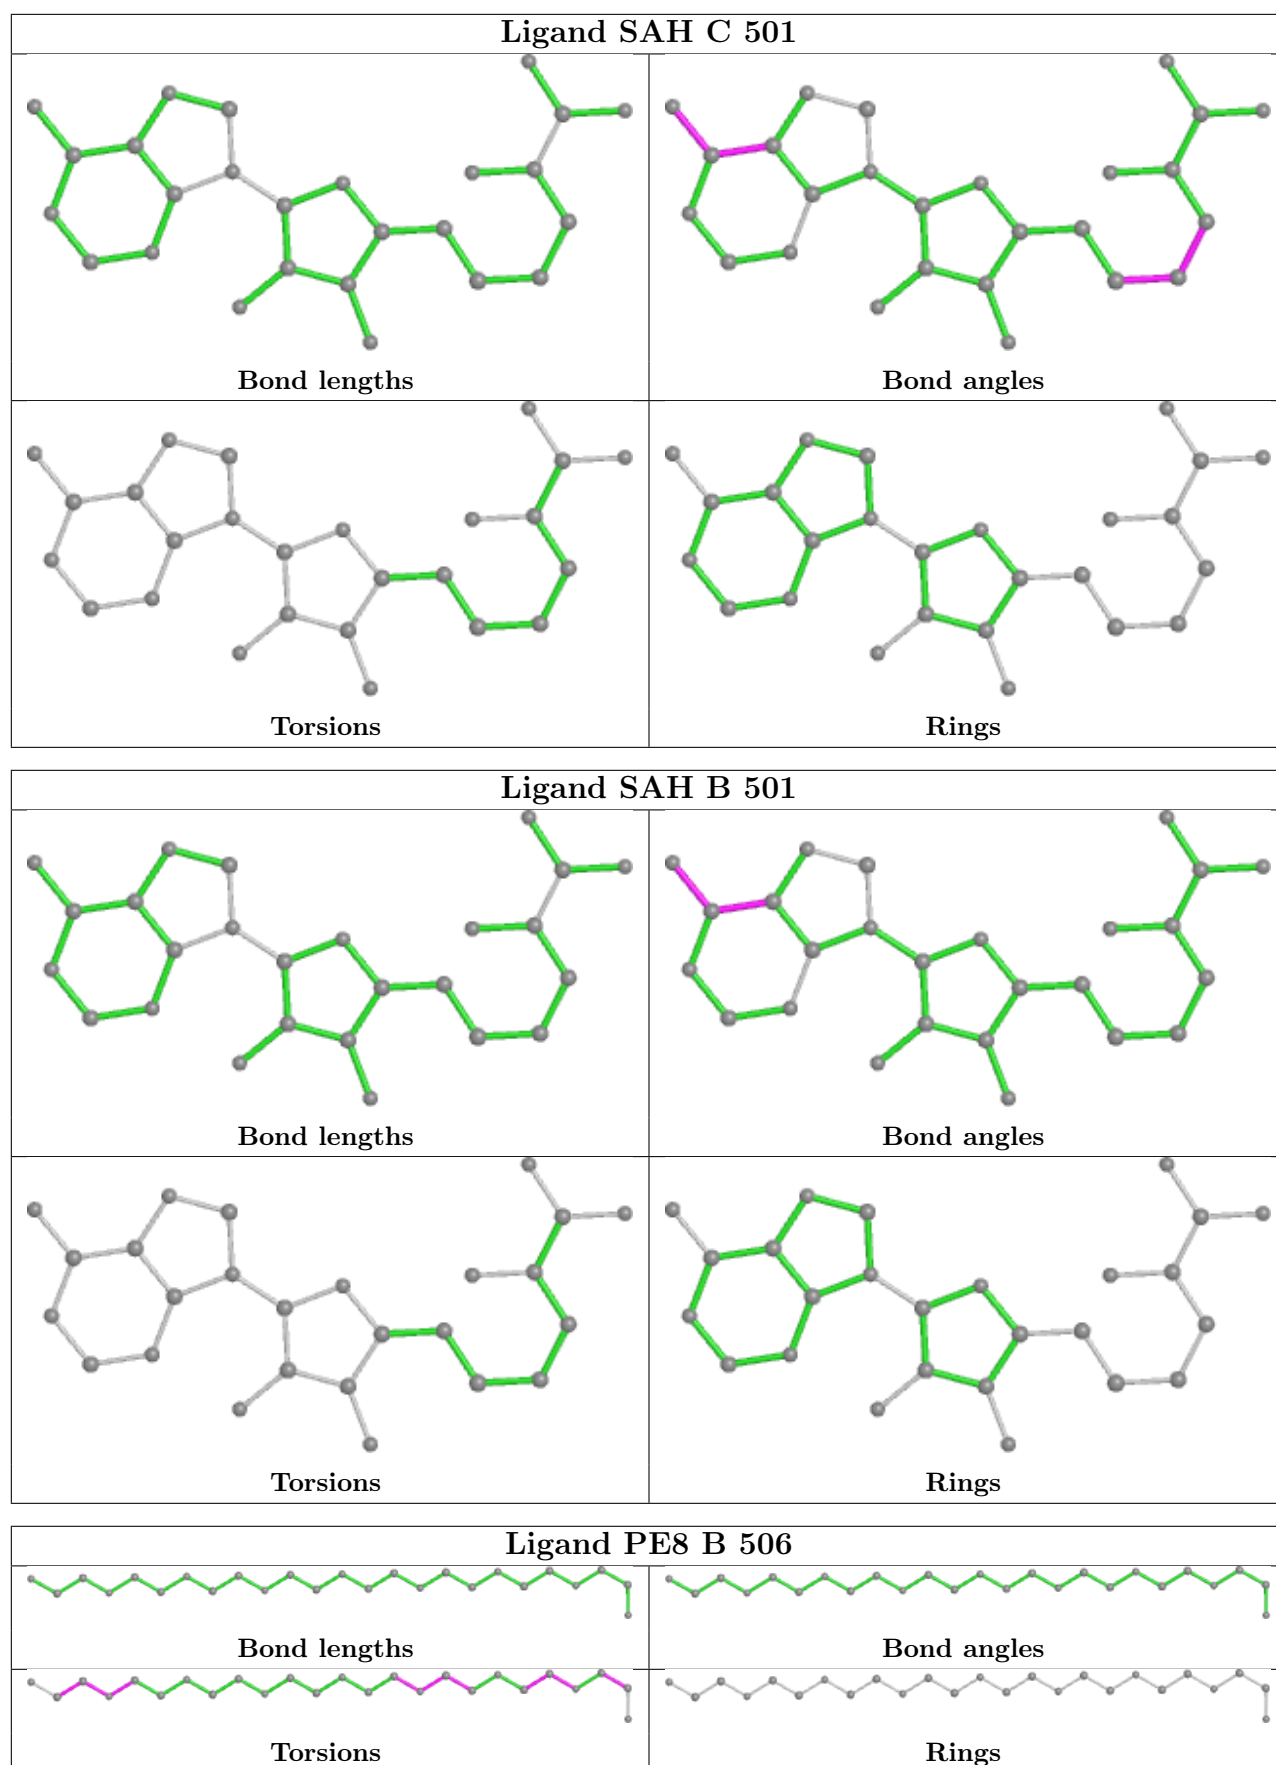 Ligand SAH C 501
Bond lengths
Bond angles
Torsions
Rings
Ligand SAH B 501
Bond lengths
Bond angles
Torsions
Rings
Ligand PE8 B 506
Bond lengths
Bond angles
Torsions
Rings